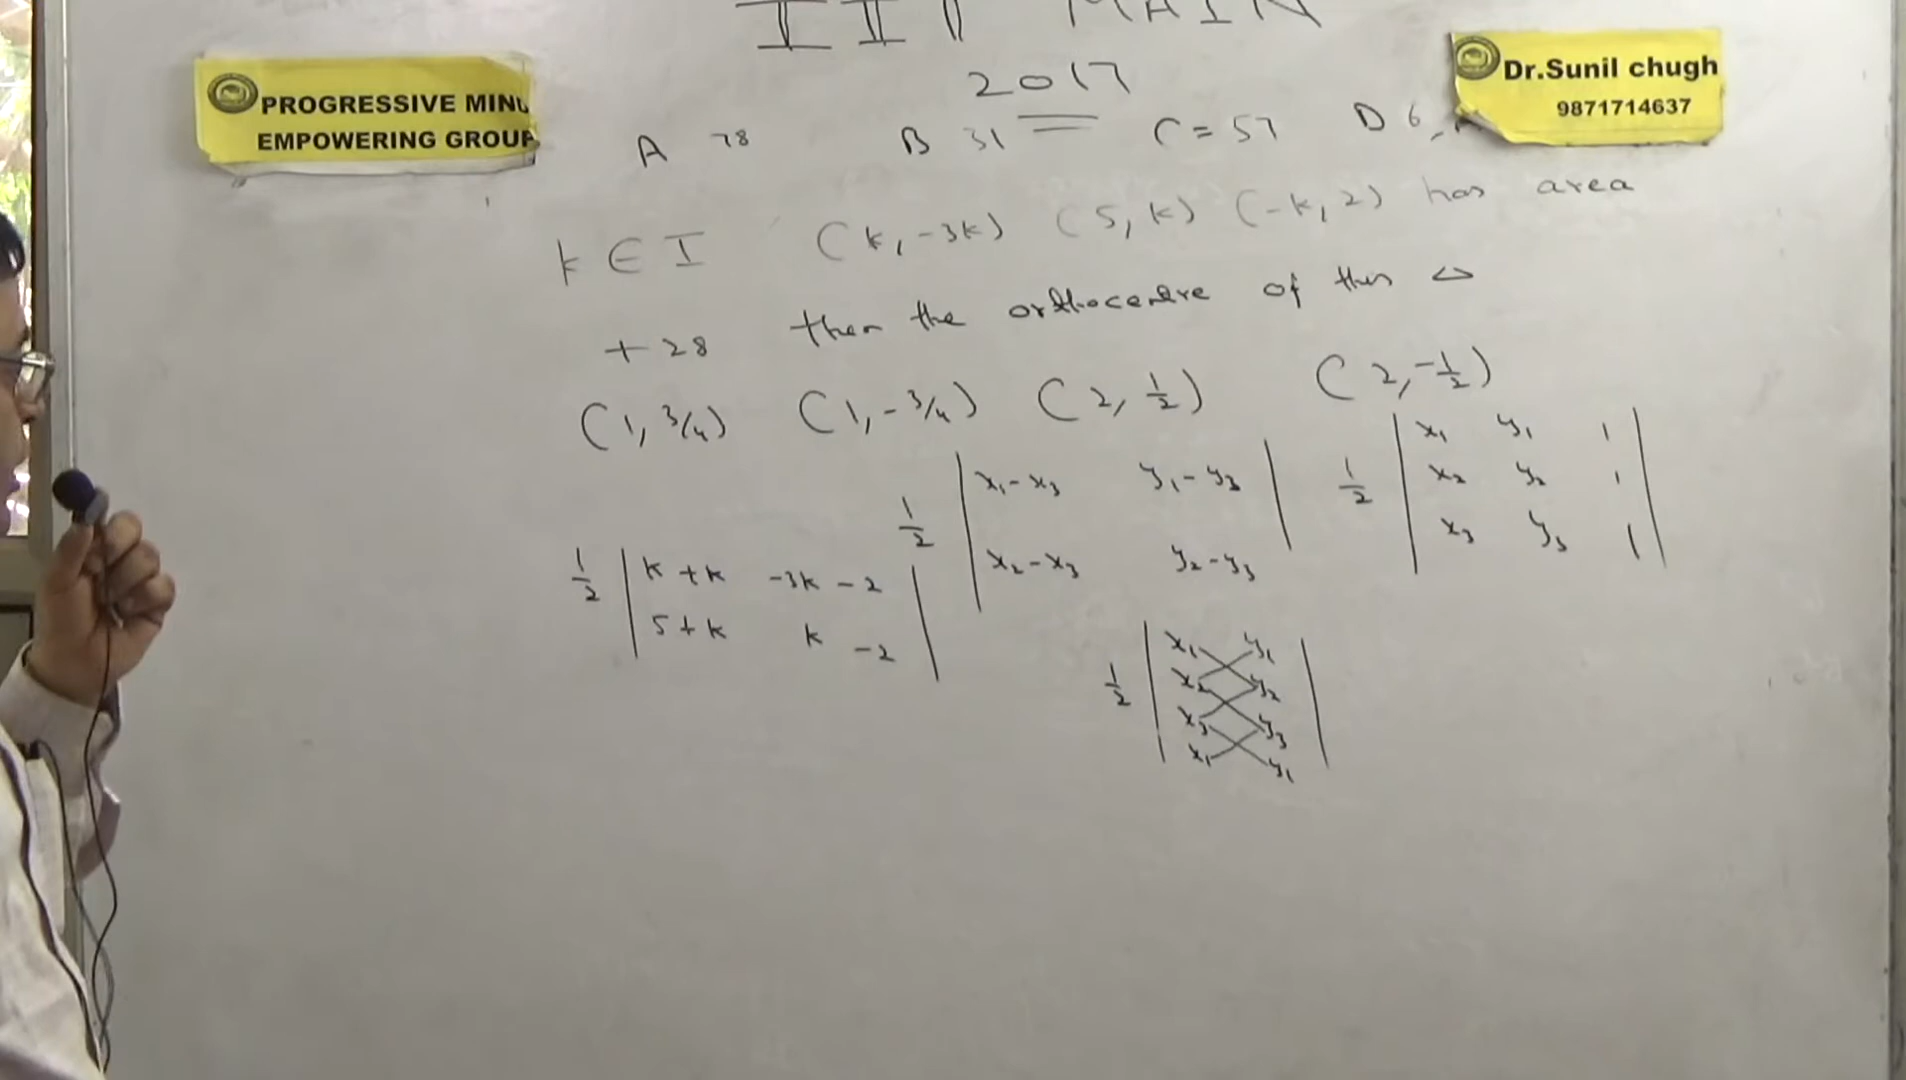 IIT MAIN
2017
PROGRESSIVE MIN
EMPOWERING GROUP
Dr.Sunil chugh
9871714637
A 78 B 31 C = 57 D 6
k ∈ I (k, -3k) (5, k) (-k, 2) has area
+ 28 then the orthocentre of this Δ
(1, 3/4) (1, -3/4) (2, 1/2) (2, -1/2)
1/2 | x₁-x₃ y₁-y₃ |
| x₂-x₃ y₂-y₃ |
1/2 | x₁ y₁ 1 |
| x₂ y₂ 1 |
| x₃ y₃ 1 |
1/2 | k+k -3k-2 |
| 5+k k-2 |
1/2 | x₁ y₁ |
| x₂ y₂ |
| x₃ y₃ |
| x₁ y₁ |